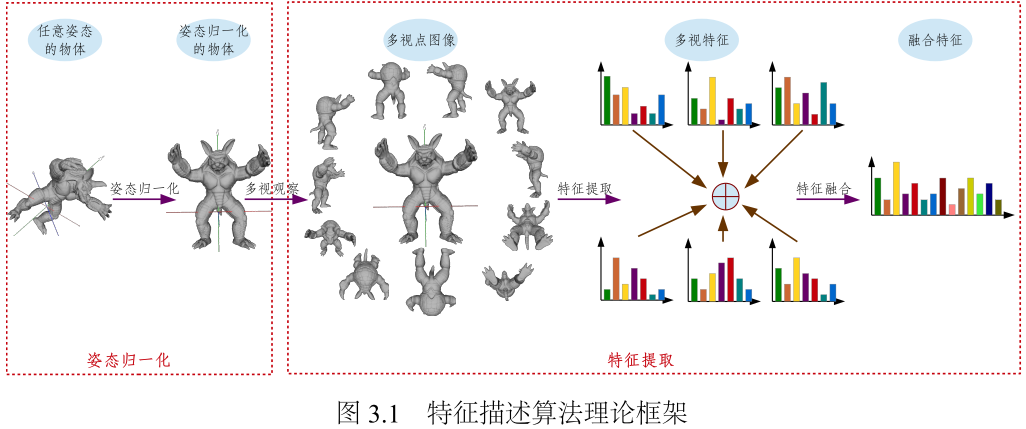 任意姿态
的物体
姿态归一化
的物体
多视点图像
多视特征
融合特征
姿态归一化
多视观察
特征提取
特征融合
姿态归一化
特征提取
图 3.1 特征描述算法理论框架